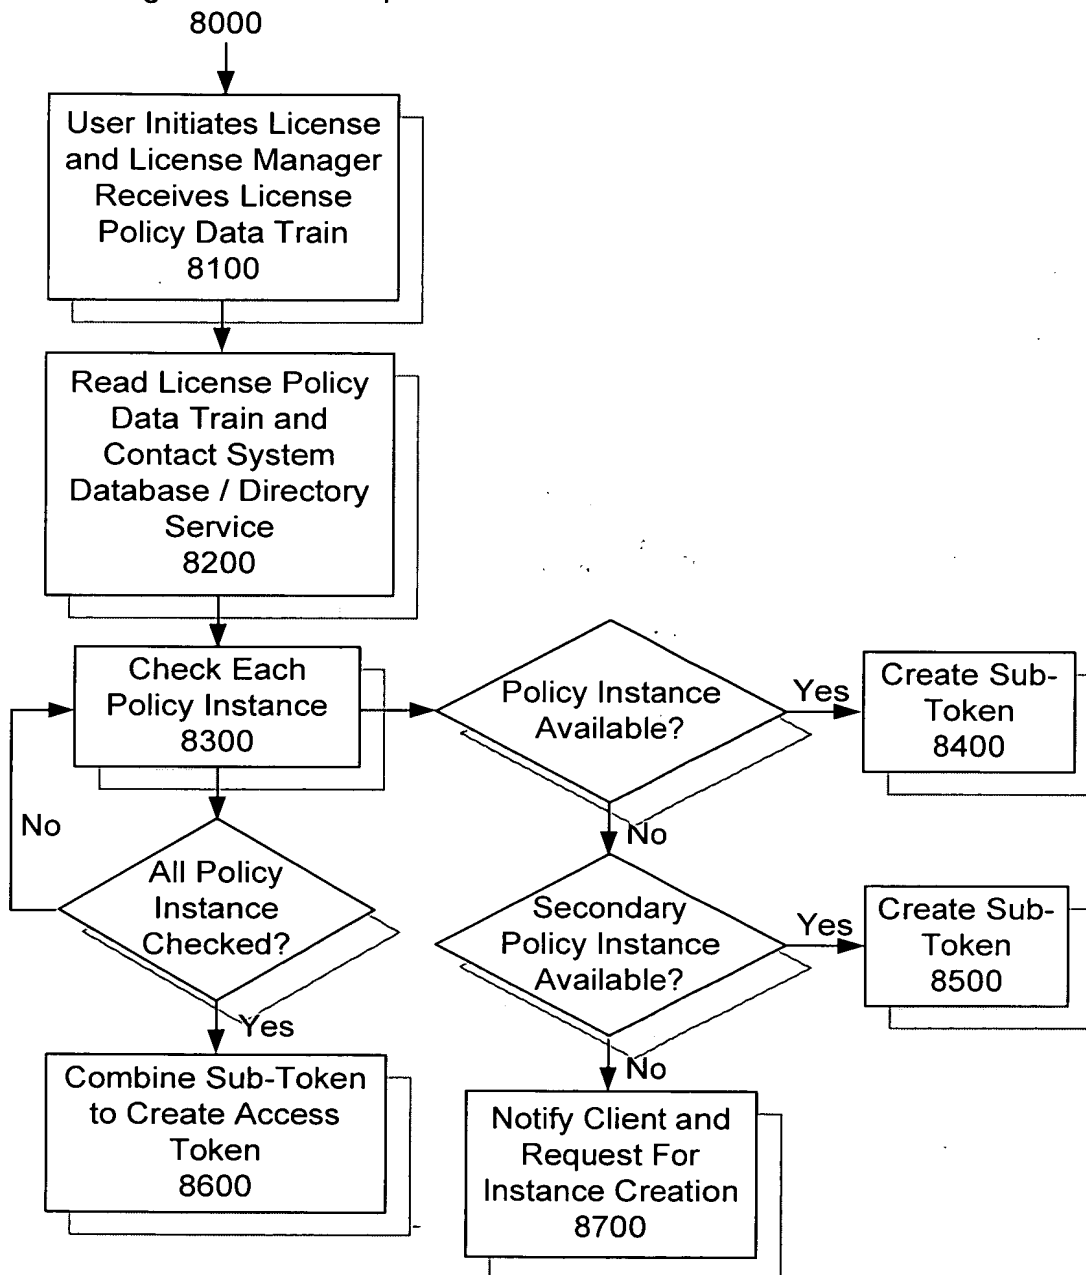 8000
User Initiates License
and License Manager
Receives License
Policy Data Train
8100
Read License Policy
Data Train and
Contact System
Database / Directory
Service
8200
Check Each
Policy Instance
8300
Policy Instance
Available?
Yes
Create Sub-
Token
8400
No
No
All Policy
Instance
Checked?
Secondary
Policy Instance
Available?
Yes
Create Sub-
Token
8500
Yes
No
Combine Sub-Token
to Create Access
Token
8600
Notify Client and
Request For
Instance Creation
8700